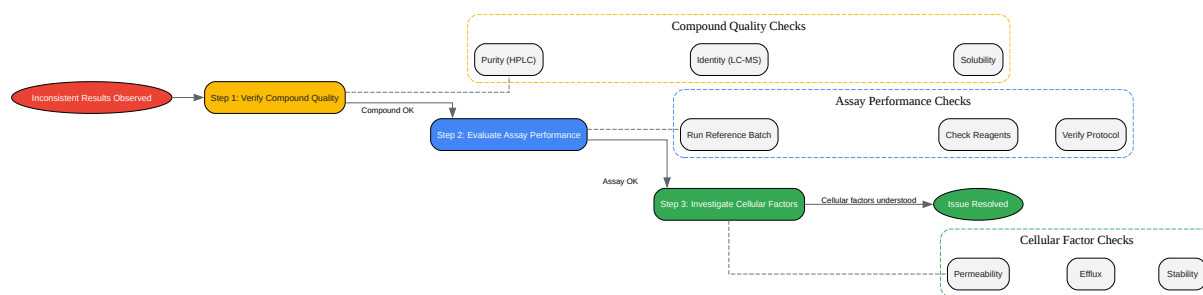 Compound Quality Checks
Purity (HPLC)
Identity (LC-MS)
Solubility
Inconsistent Results Observed
Step 1: Verify Compound Quality
Compound OK
Assay Performance Checks
Step 2: Evaluate Assay Performance
Run Reference Batch
Check Reagents
Verify Protocol
Assay OK
Step 3: Investigate Cellular Factors
Cellular factors understood
Issue Resolved
Cellular Factor Checks
Permeability
Efflux
Stability